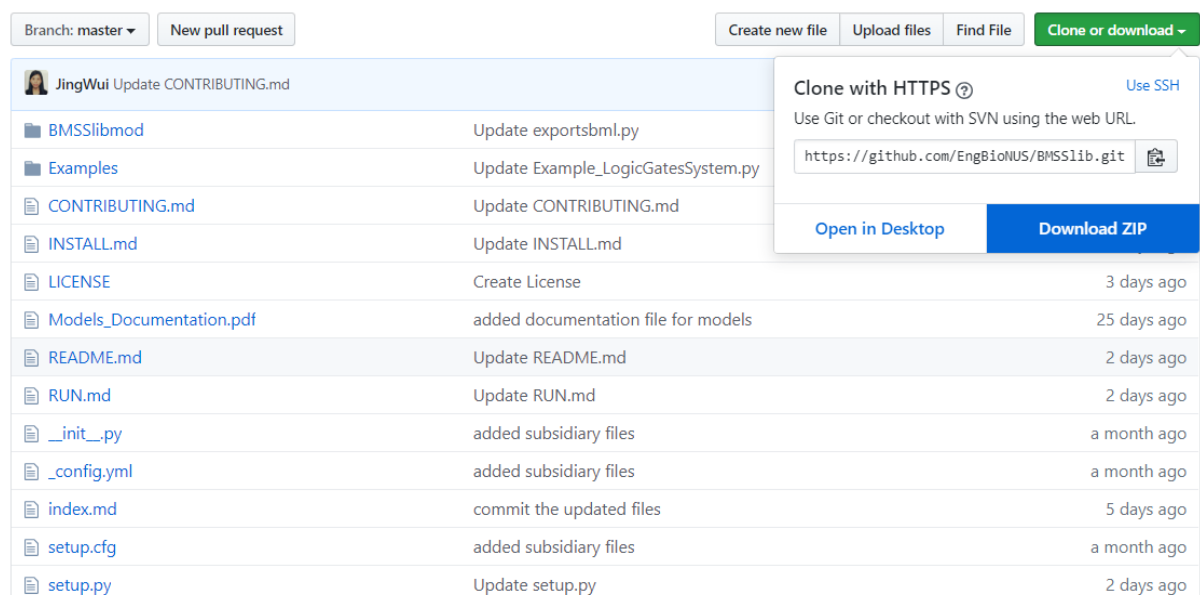 Branch: master New pull request Create new file Upload files Find File Clone or download
JingWui Update CONTRIBUTING.md
Clone with HTTPS ? Use SSH
Use Git or checkout with SVN using the web URL.
https://github.com/EngBioNUS/BMSSlib.git
Open in Desktop Download ZIP
BMSSlibmod Update exportsbml.py
Examples Update Example_LogicGatesSystem.py
CONTRIBUTING.md Update CONTRIBUTING.md
INSTALL.md Update INSTALL.md
LICENSE Create License 3 days ago
Models_Documentation.pdf added documentation file for models 25 days ago
README.md Update README.md 2 days ago
RUN.md Update RUN.md 2 days ago
__init__.py added subsidiary files a month ago
_config.yml added subsidiary files a month ago
index.md commit the updated files 5 days ago
setup.cfg added subsidiary files a month ago
setup.py Update setup.py 2 days ago